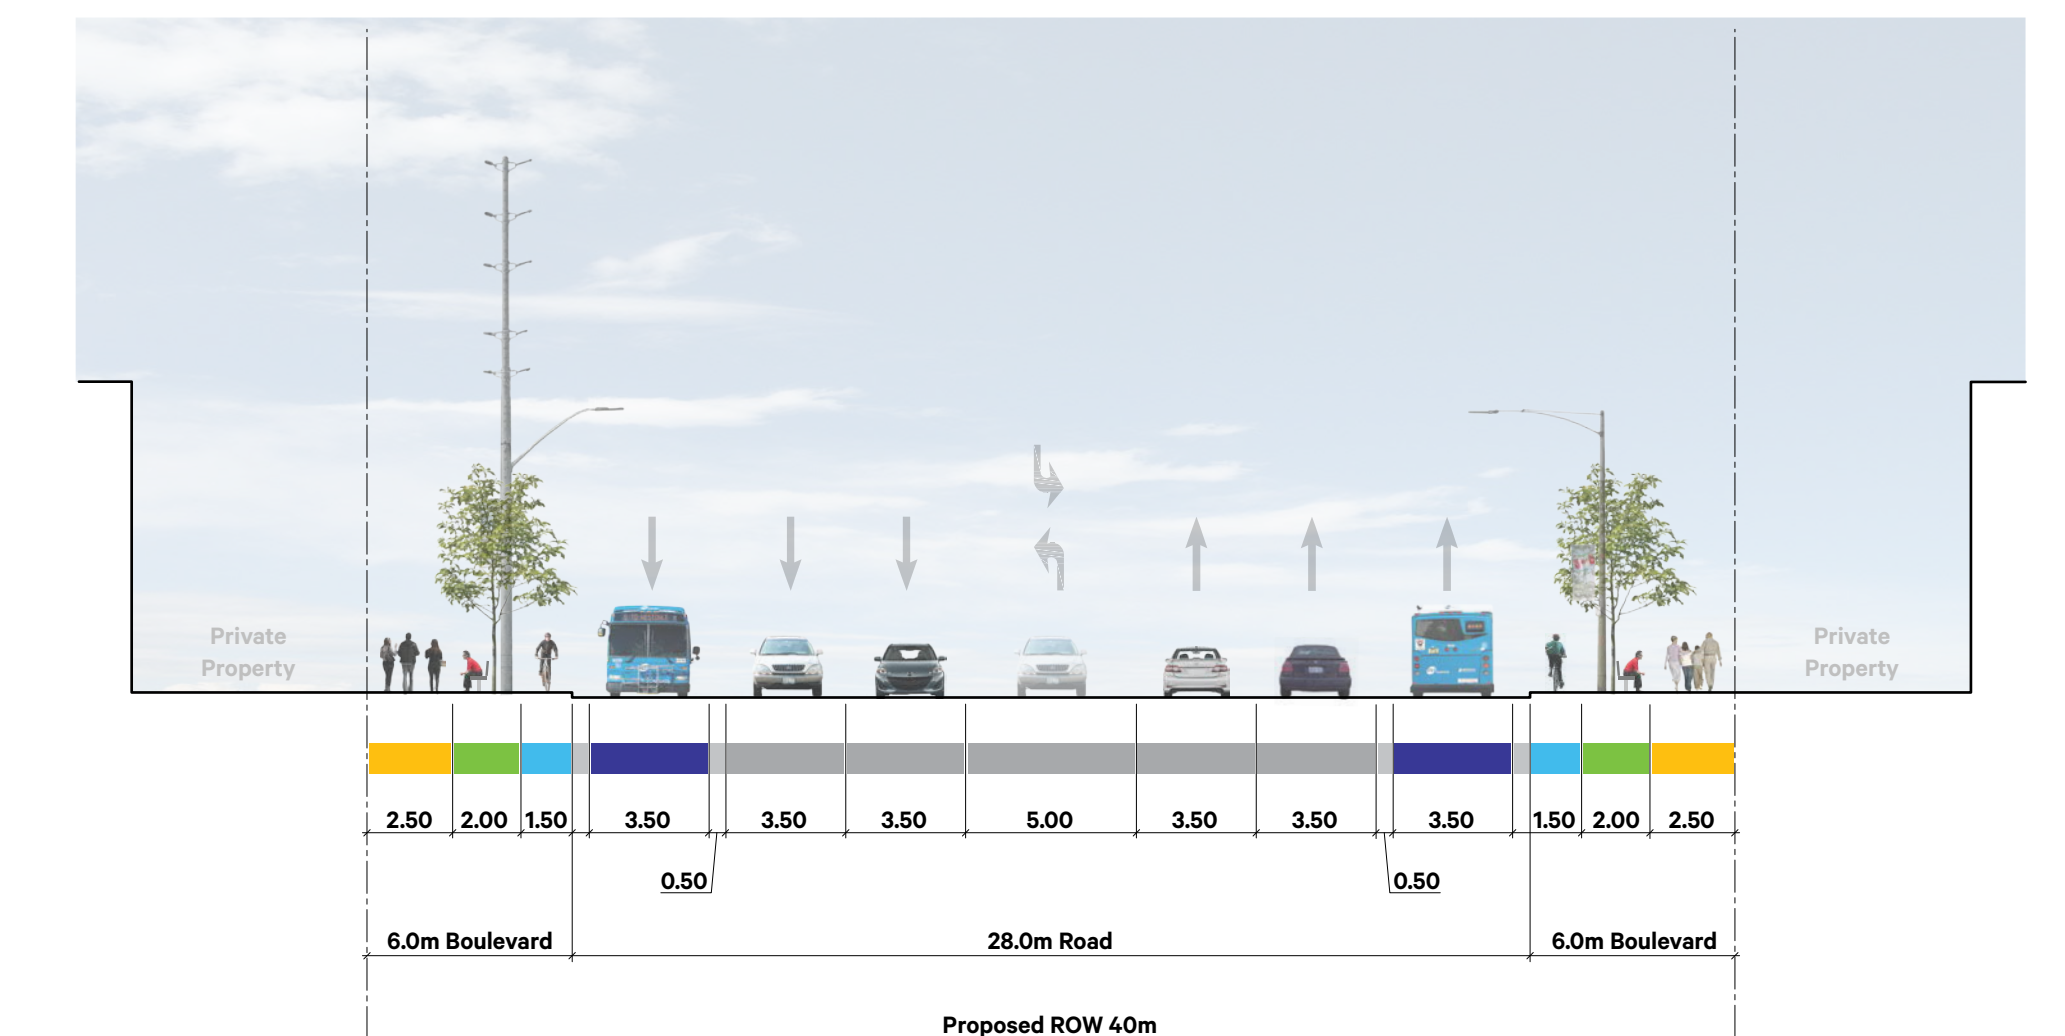 Private
Property
Private
Property
2.50 2.00 1.50 3.50 3.50 3.50 5.00 3.50 3.50 3.50 1.50 2.00 2.50
0.50 0.50
6.0m Boulevard 28.0m Road 6.0m Boulevard
Proposed ROW 40m